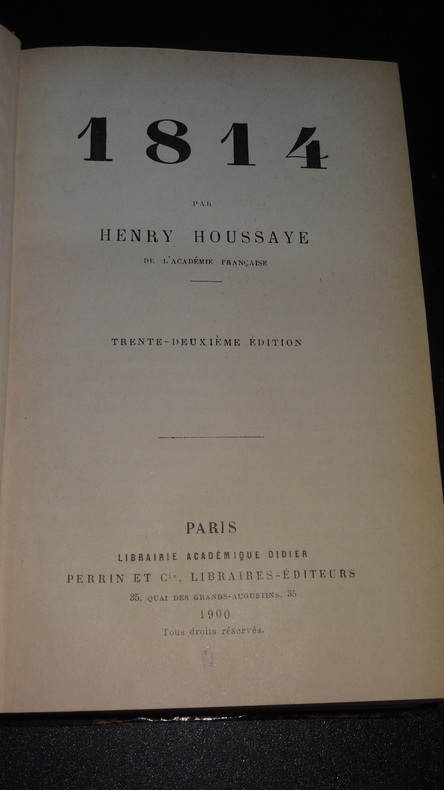 1814
PAR
HENRY HOUSSAYE
DE L'ACADÉMIE FRANÇAISE
TRENTE-DEUXIÈME ÉDITION
PARIS
LIBRAIRIE ACADÉMIQUE DIDIER
PERRIN ET Cie, LIBRAIRES-ÉDITEURS
35, QUAI DES GRANDS-AUGUSTINS, 35
1900
Tous droits réservés.